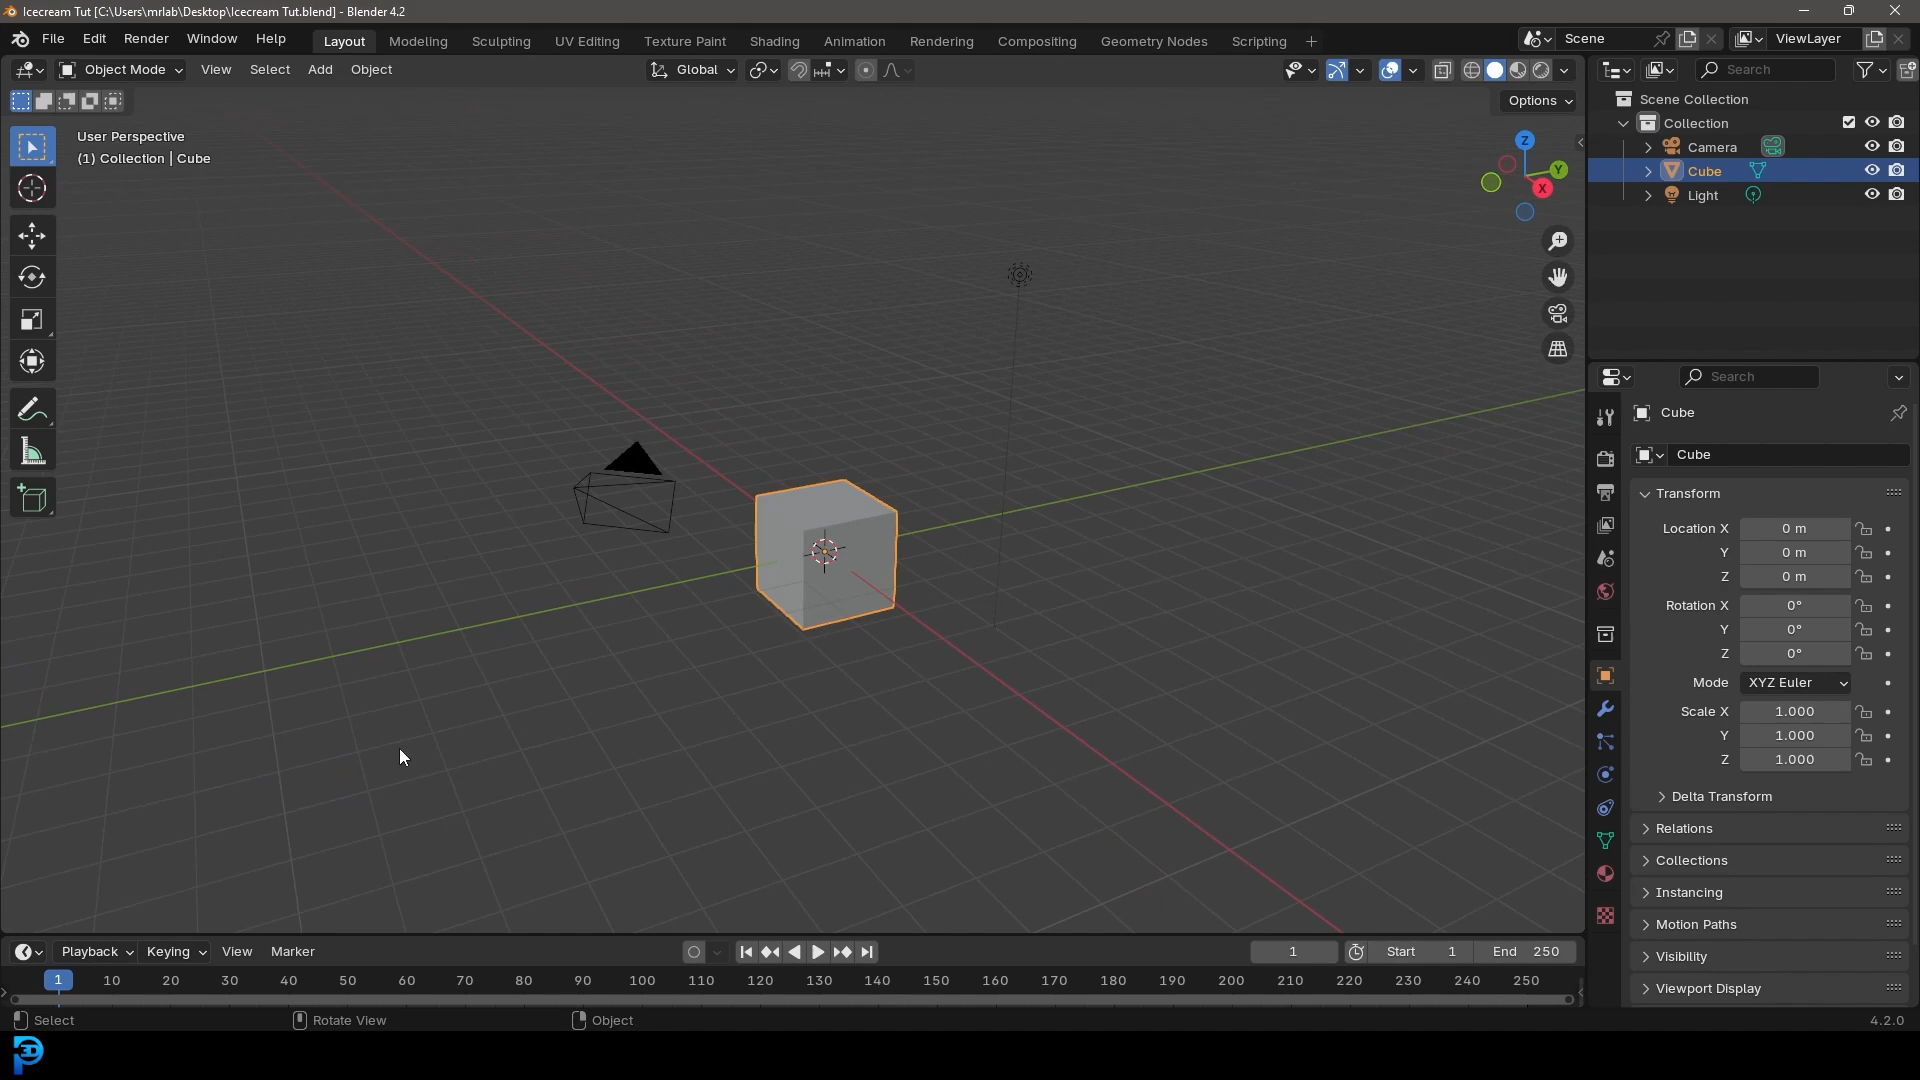 Icecream Tut [C:\Users\mrlab\Desktop\Icecream Tut.blend] - Blender 4.2
File Edit Render Window Help Layout Modeling Sculpting UV Editing Texture Paint Shading Animation Rendering Compositing Geometry Nodes Scripting + Scene ViewLayer
Object Mode View Select Add Object Global Search
Options
User Perspective
(1) Collection | Cube
Z
Y
X
Scene Collection
Collection
Camera
Cube
Light
Search
Cube
Cube
Transform
Location X 0 m
Y 0 m
Z 0 m
Rotation X 0°
Y 0°
Z 0°
Mode XYZ Euler
Scale X 1.000
Y 1.000
Z 1.000
Delta Transform
Relations
Collections
Instancing
Motion Paths
Visibility
Viewport Display
Playback Keying View Marker 1 Start 1 End 250
1 10 20 30 40 50 60 70 80 90 100 110 120 130 140 150 160 170 180 190 200 210 220 230 240 250
Select Rotate View Object 4.2.0